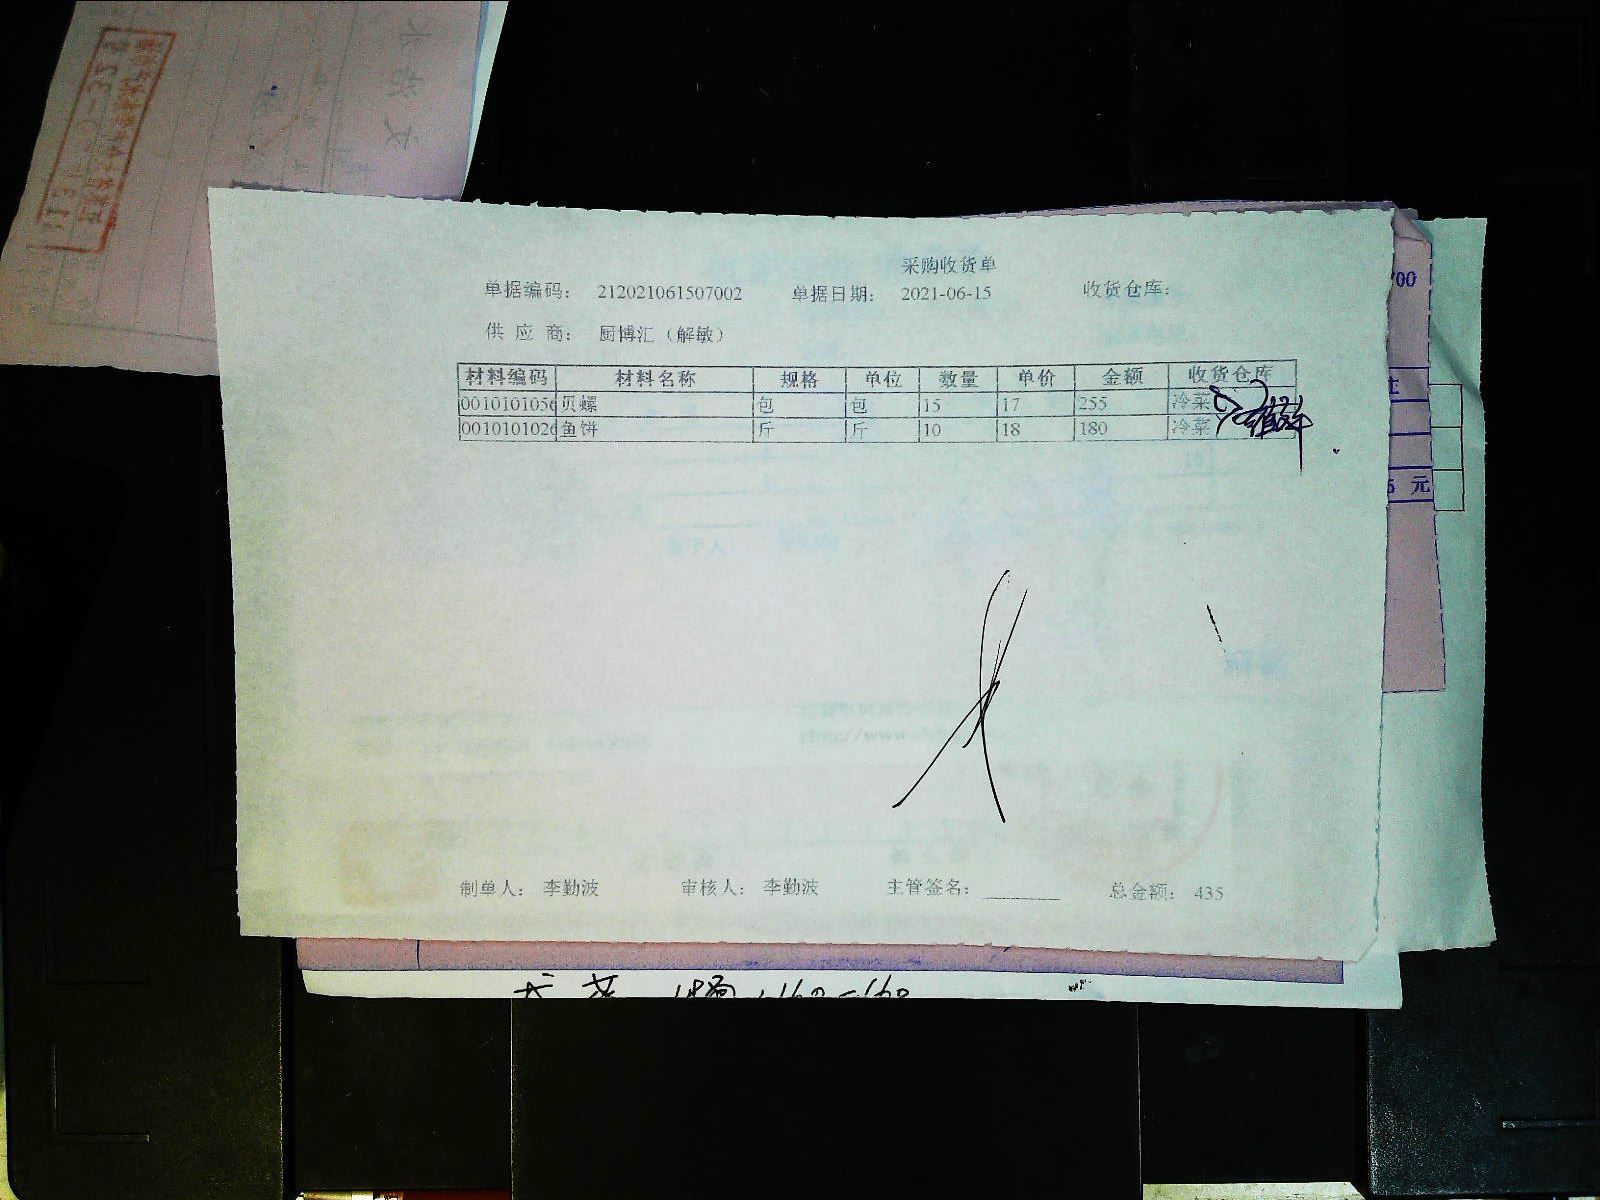 采购收货单
单据编码： 212021061507002 单据日期： 2021-06-15 收货仓库：
供 应 商： 厨博汇（解敏）
材料编码 材料名称 规格 单位 数量 单价 金额 收货仓库
001010105 贝螺 包 包 15 17 255 冷菜
001010102 鱼饼 斤 斤 10 18 180 冷菜
制单人： 李勤波 审核人： 李勤波 主管签名： 总金额： 435
元